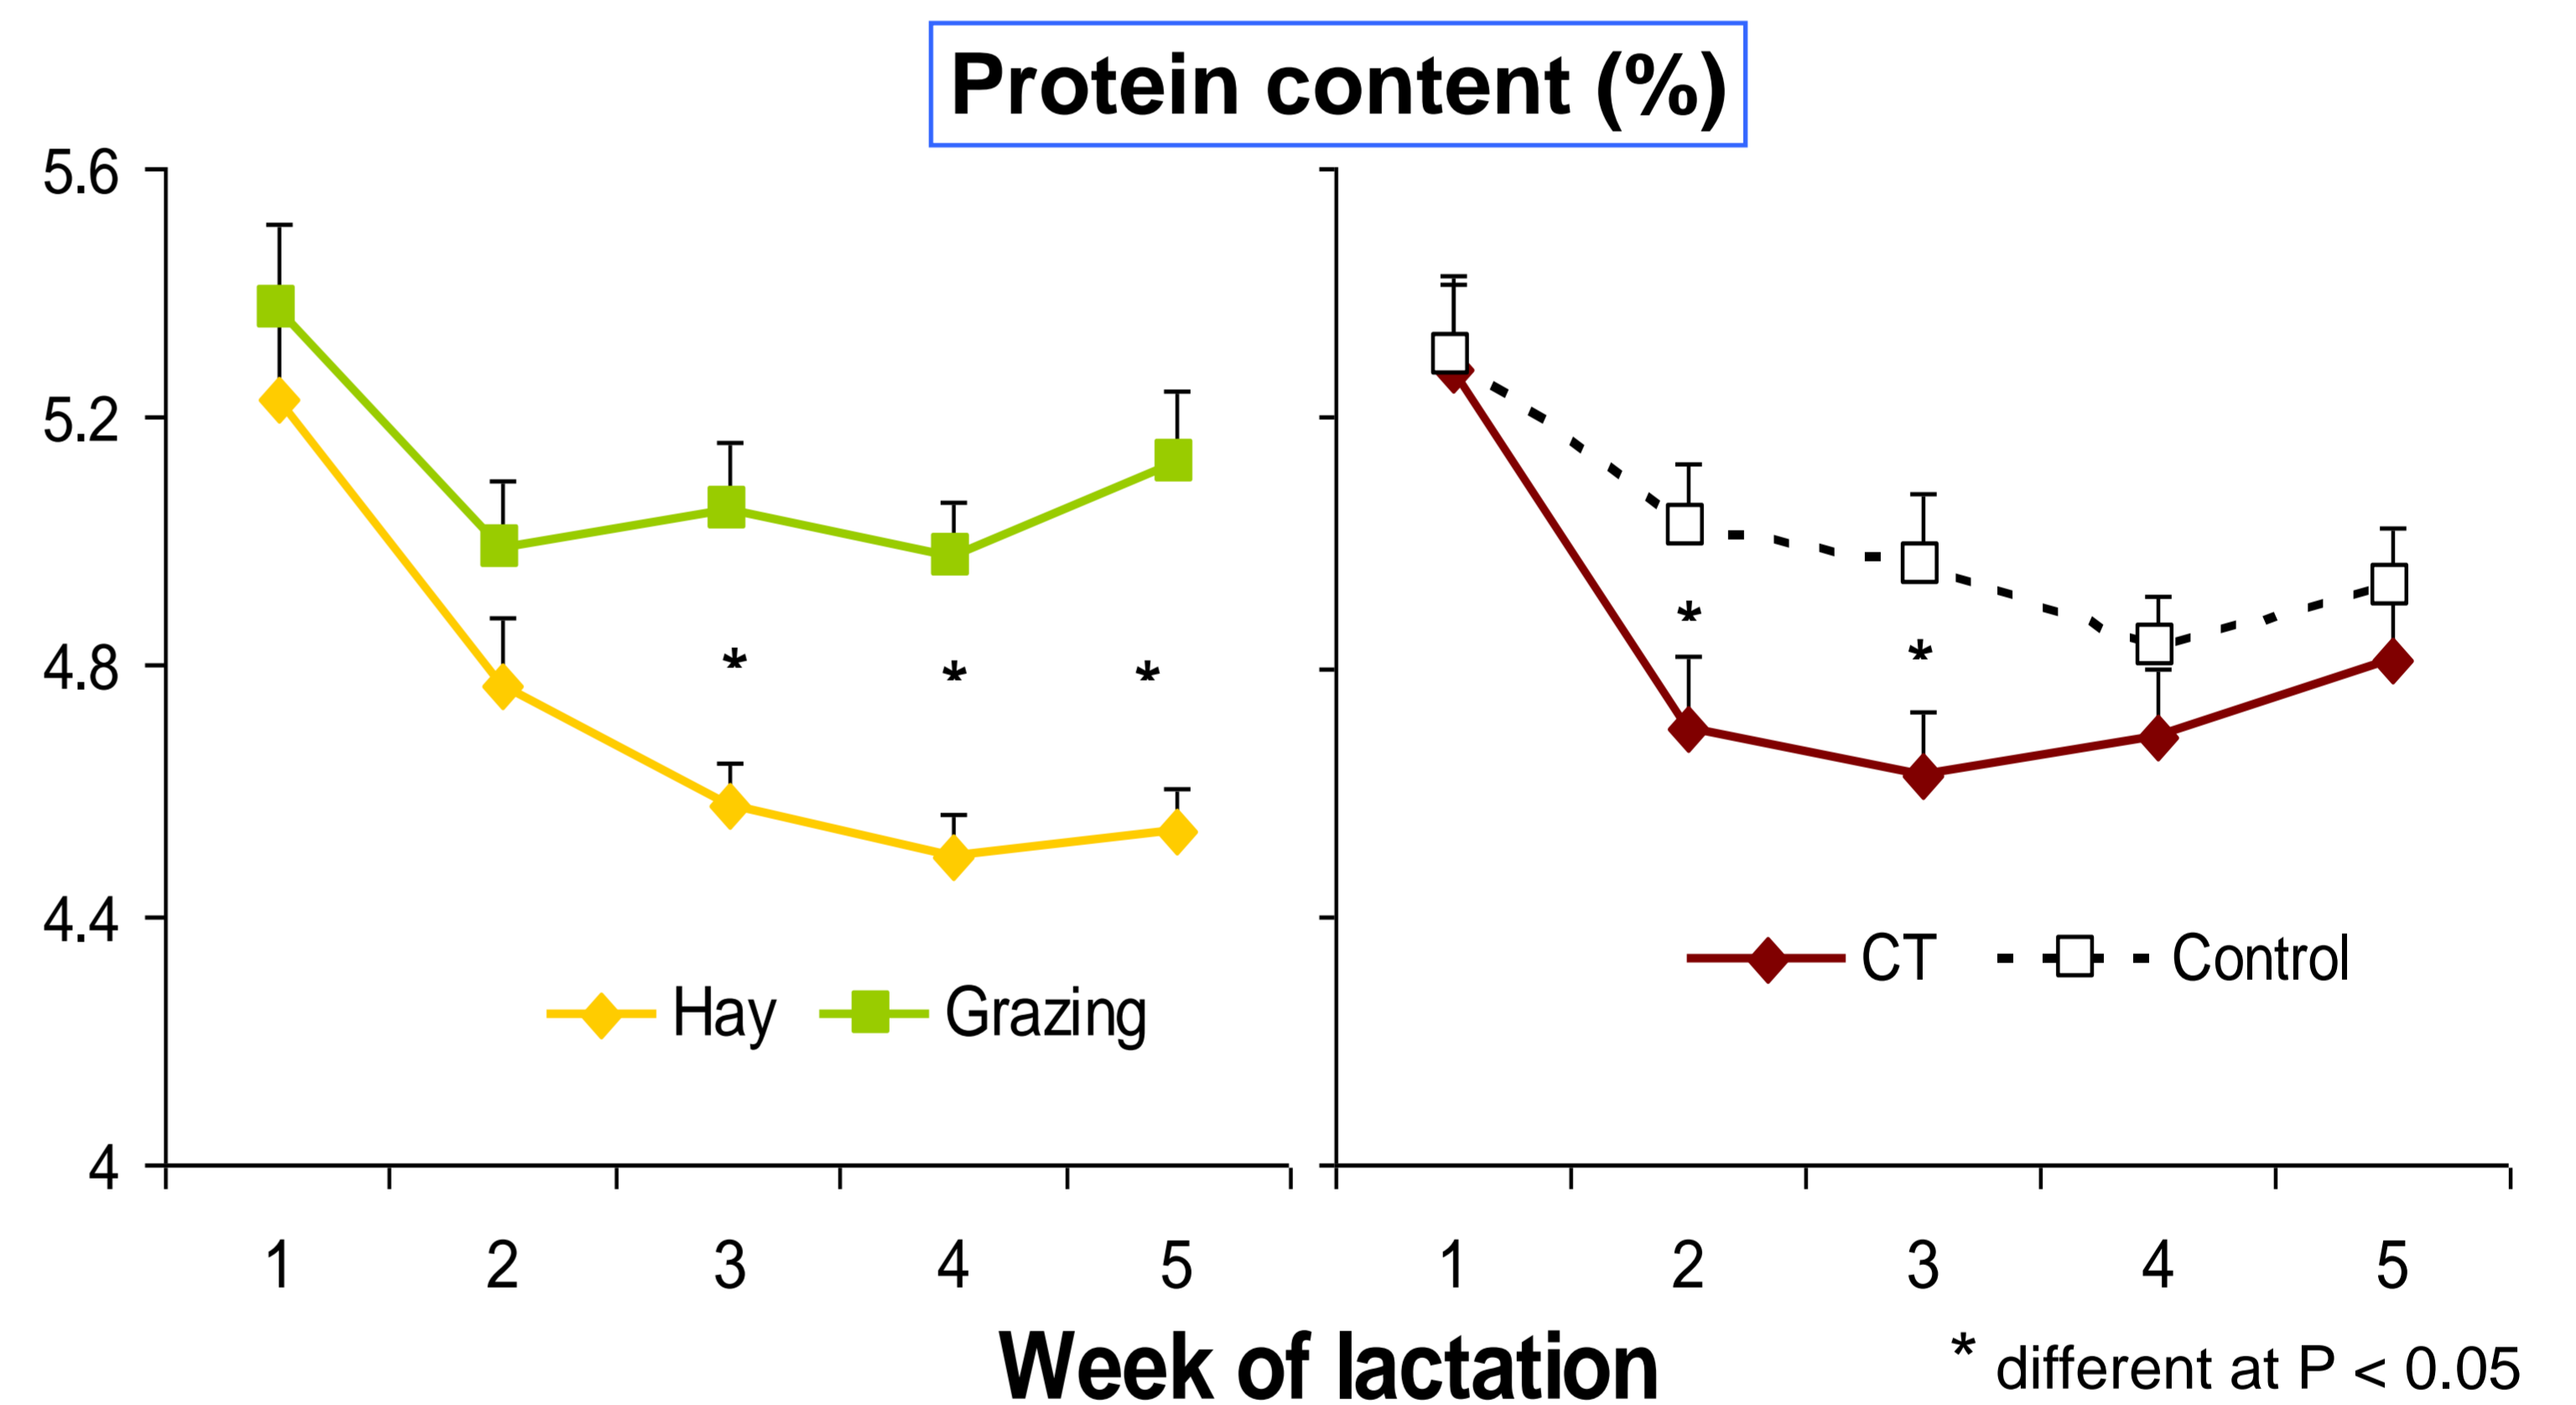 Protein content (%)
5.6
5.2
4.8
4.4
4
* * *
* *
Hay Grazing
CT Control
1 2 3 4 5
1 2 3 4 5
Week of lactation
* different at P < 0.05